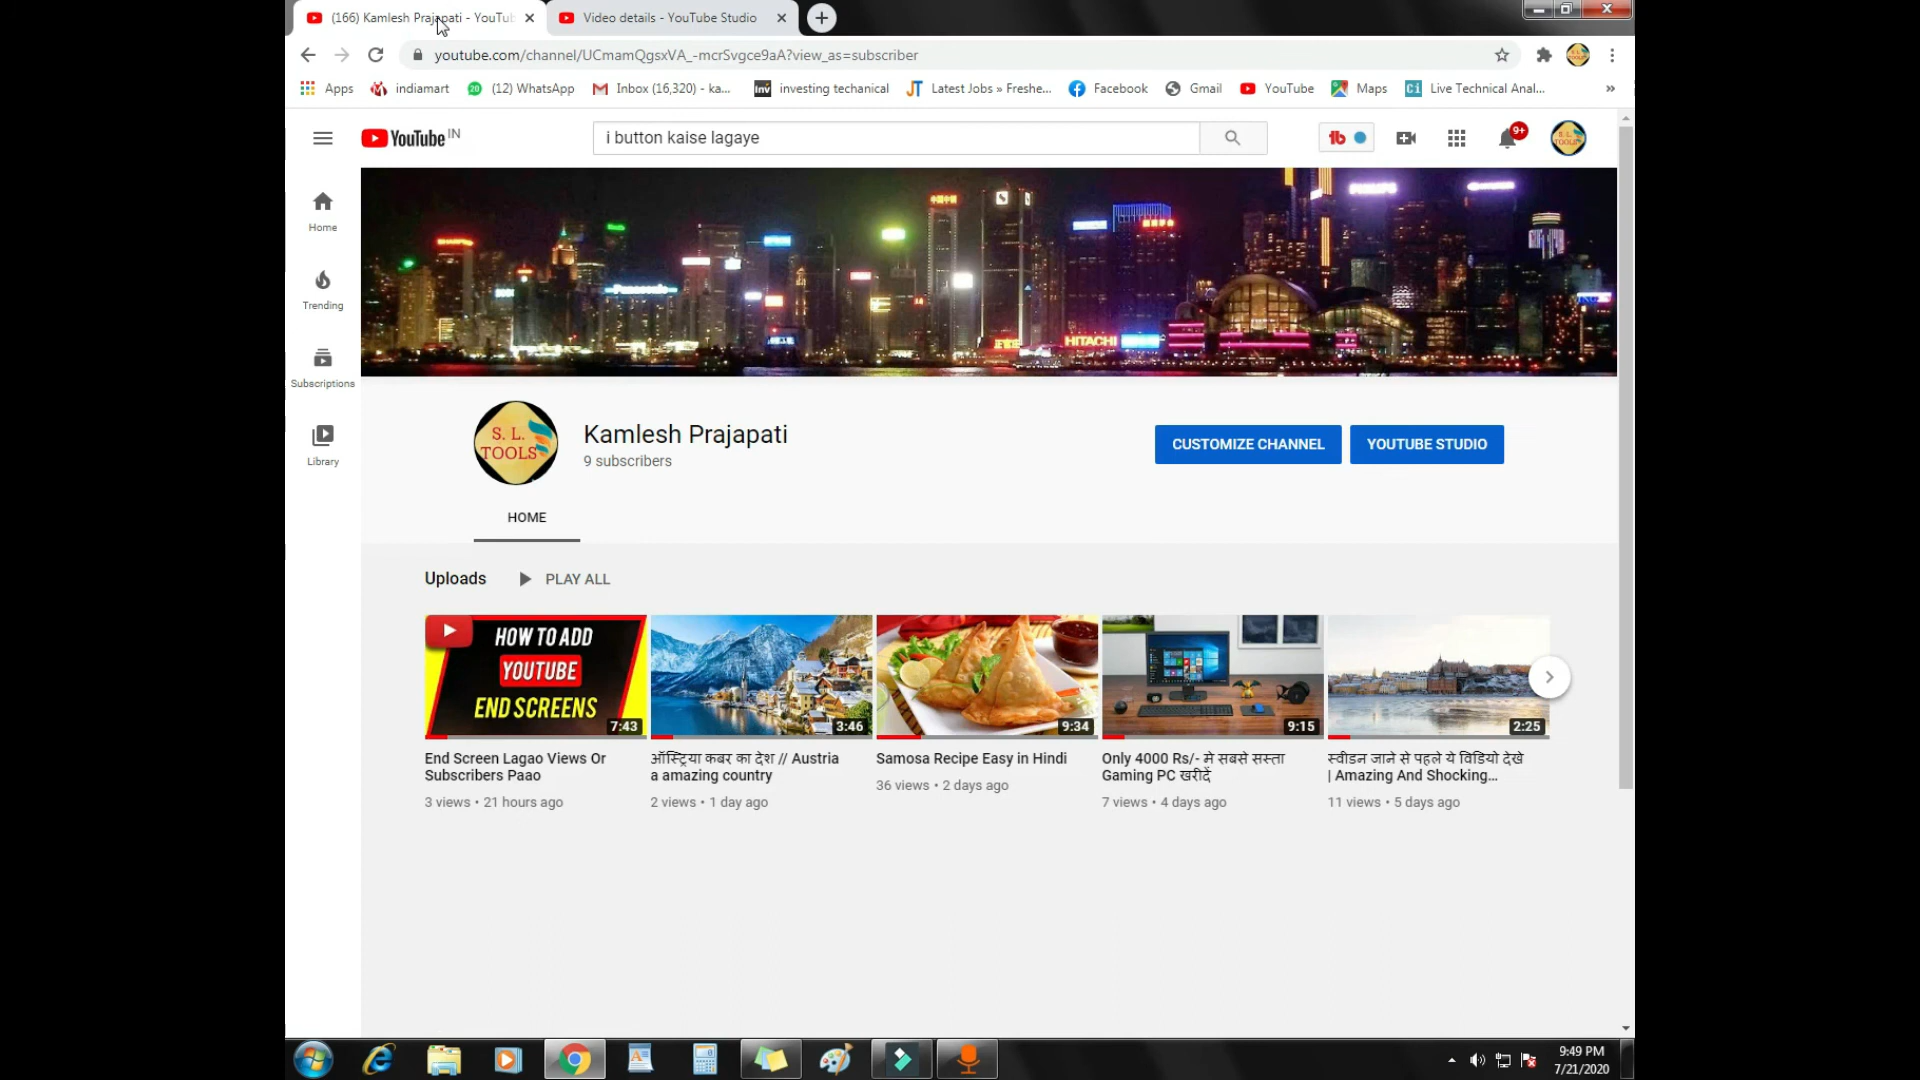 (166) Kamlesh Prajapati - YouTu
Video details - YouTube Studio
youtube.com/channel/UCmamQgsxVA_-mcrSvgce9aA?view_as=subscriber
Apps
indiamart
(12) WhatsApp
Inbox (16,320) - ka...
investing techanical
Latest Jobs » Freshe...
Facebook
Gmail
YouTube
Maps
Live Technical Anal...
YouTube IN
i button kaise lagaye
9+
Home
Trending
Subscriptions
Library
Panasonic
HITACHI
PHILIPS
S. L. TOOLS
Kamlesh Prajapati
9 subscribers
CUSTOMIZE CHANNEL
YOUTUBE STUDIO
HOME
Uploads
PLAY ALL
HOW TO ADD
YOUTUBE
END SCREENS
7:43
3:46
9:34
9:15
2:25
End Screen Lagao Views Or
Subscribers Paao
3 views • 21 hours ago
ऑस्ट्रिया कबर का देश // Austria
a amazing country
2 views • 1 day ago
Samosa Recipe Easy in Hindi
36 views • 2 days ago
Only 4000 Rs/- मे सबसे सस्ता
Gaming PC खरीदें
7 views • 4 days ago
स्वीडन जाने से पहले ये विडियो देखे
| Amazing And Shocking...
11 views • 5 days ago
9:49 PM
7/21/2020